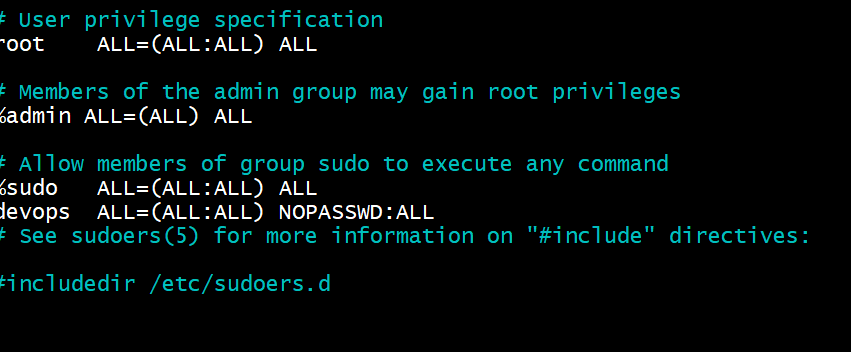 # User privilege specification
root    ALL=(ALL:ALL) ALL
# Members of the admin group may gain root privileges
%admin ALL=(ALL) ALL
# Allow members of group sudo to execute any command
%sudo   ALL=(ALL:ALL) ALL
devops  ALL=(ALL:ALL) NOPASSWD:ALL
# See sudoers(5) for more information on "#include" directives:
#includedir /etc/sudoers.d